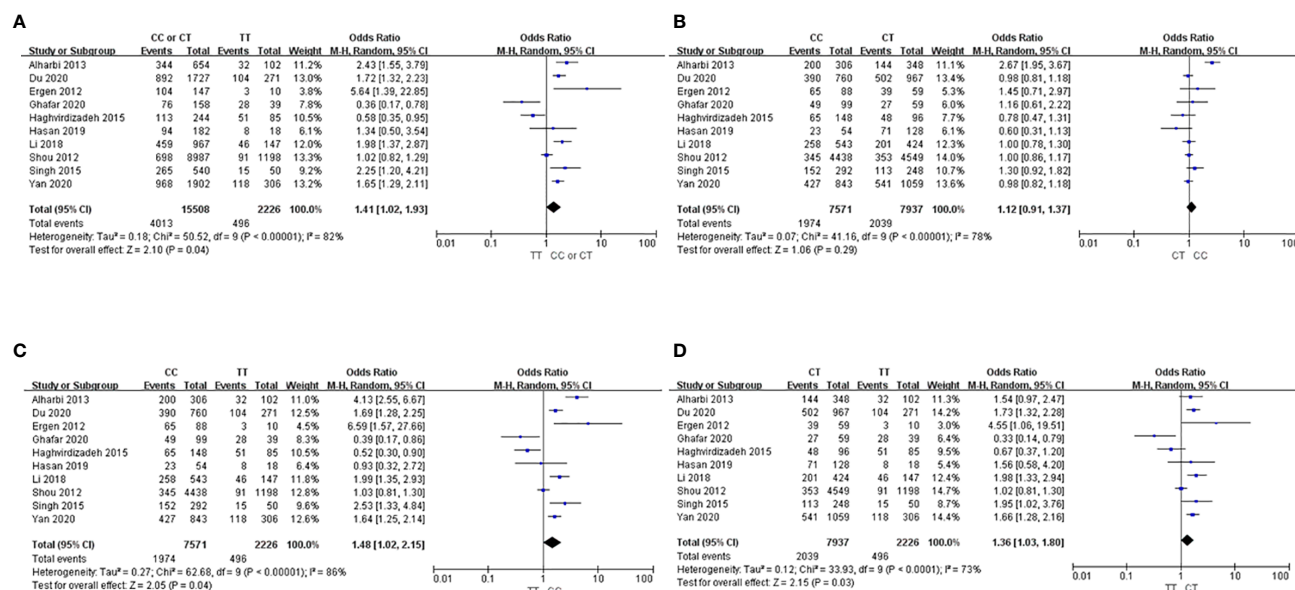 A
CC or CT TT Odds Ratio Odds Ratio
Study or Subgroup Events Total Events Total Weight M-H, Random, 95% CI M-H, Random, 95% CI
Alharbi 2013 344 654 32 102 11.2% 2.43 [1.55, 3.79]
Du 2020 892 1727 104 271 13.0% 1.72 [1.32, 2.23]
Ergen 2012 104 147 3 10 3.8% 5.64 [1.39, 22.85]
Ghafar 2020 76 158 28 39 7.8% 0.36 [0.17, 0.78]
Haghvirdizadeh 2015 113 244 51 85 10.5% 0.58 [0.35, 0.95]
Hasan 2019 94 182 8 18 6.1% 1.34 [0.50, 3.54]
Li 2018 459 967 46 147 12.0% 1.98 [1.37, 2.87]
Shou 2012 698 8987 91 1198 13.3% 1.02 [0.82, 1.29]
Singh 2015 265 540 15 50 9.2% 2.25 [1.20, 4.21]
Yan 2020 968 1902 118 306 13.2% 1.65 [1.29, 2.11]
Total (95% CI) 15508 2226 100.0% 1.41 [1.02, 1.93]
Total events 4013 496
Heterogeneity: Tau² = 0.18; Chi² = 50.52, df = 9 (P < 0.00001); I² = 82%
Test for overall effect: Z = 2.10 (P = 0.04)
0.01 0.1 1 10 100
TT CC or CT
B
CC CT Odds Ratio Odds Ratio
Study or Subgroup Events Total Events Total Weight M-H, Random, 95% CI M-H, Random, 95% CI
Alharbi 2013 200 306 144 348 11.1% 2.67 [1.95, 3.67]
Du 2020 390 760 502 967 13.4% 0.98 [0.81, 1.18]
Ergen 2012 65 88 39 59 5.3% 1.45 [0.71, 2.97]
Ghafar 2020 49 99 27 59 6.2% 1.16 [0.61, 2.22]
Haghvirdizadeh 2015 65 148 48 96 7.7% 0.78 [0.47, 1.31]
Hasan 2019 23 54 71 128 6.3% 0.60 [0.31, 1.13]
Li 2018 258 543 201 424 12.3% 1.00 [0.78, 1.30]
Shou 2012 345 4438 353 4549 13.8% 1.00 [0.86, 1.17]
Singh 2015 152 292 113 248 10.5% 1.30 [0.92, 1.82]
Yan 2020 427 843 541 1059 13.6% 0.98 [0.82, 1.18]
Total (95% CI) 7571 7937 100.0% 1.12 [0.91, 1.37]
Total events 1974 2039
Heterogeneity: Tau² = 0.07; Chi² = 41.16, df = 9 (P < 0.00001); I² = 78%
Test for overall effect: Z = 1.06 (P = 0.29)
0.01 0.1 1 10 100
CT CC
C
CC TT Odds Ratio Odds Ratio
Study or Subgroup Events Total Events Total Weight M-H, Random, 95% CI M-H, Random, 95% CI
Alharbi 2013 200 306 32 102 11.0% 4.13 [2.55, 6.67]
Du 2020 390 760 104 271 12.5% 1.69 [1.28, 2.25]
Ergen 2012 65 88 3 10 4.5% 6.59 [1.57, 27.66]
Ghafar 2020 49 99 28 39 8.3% 0.39 [0.17, 0.86]
Haghvirdizadeh 2015 65 148 51 85 10.5% 0.52 [0.30, 0.90]
Hasan 2019 23 54 8 18 6.4% 0.93 [0.32, 2.72]
Li 2018 258 543 46 147 11.8% 1.99 [1.35, 2.93]
Shou 2012 345 4438 91 1198 12.8% 1.03 [0.81, 1.30]
Singh 2015 152 292 15 50 9.6% 2.53 [1.33, 4.84]
Yan 2020 427 843 118 306 12.6% 1.64 [1.25, 2.14]
Total (95% CI) 7571 2226 100.0% 1.48 [1.02, 2.15]
Total events 1974 496
Heterogeneity: Tau² = 0.27; Chi² = 62.68, df = 9 (P < 0.00001); I² = 86%
Test for overall effect: Z = 2.05 (P = 0.04)
0.01 0.1 1 10 100
TT CC
D
CT TT Odds Ratio Odds Ratio
Study or Subgroup Events Total Events Total Weight M-H, Random, 95% CI M-H, Random, 95% CI
Alharbi 2013 144 348 32 102 11.3% 1.54 [0.97, 2.47]
Du 2020 502 967 104 271 14.2% 1.73 [1.32, 2.28]
Ergen 2012 39 59 3 10 3.0% 4.55 [1.06, 19.51]
Ghafar 2020 27 59 28 39 6.7% 0.33 [0.14, 0.79]
Haghvirdizadeh 2015 48 96 51 85 9.6% 0.67 [0.37, 1.20]
Hasan 2019 71 128 8 18 5.5% 1.56 [0.58, 4.20]
Li 2018 201 424 46 147 12.6% 1.98 [1.33, 2.94]
Shou 2012 353 4549 91 1198 14.8% 1.02 [0.81, 1.30]
Singh 2015 113 248 15 50 8.9% 1.95 [1.02, 3.76]
Yan 2020 541 1059 118 306 14.4% 1.66 [1.28, 2.16]
Total (95% CI) 7937 2226 100.0% 1.36 [1.03, 1.80]
Total events 2039 496
Heterogeneity: Tau² = 0.12; Chi² = 33.93, df = 9 (P < 0.0001); I² = 73%
Test for overall effect: Z = 2.15 (P = 0.03)
0.01 0.1 1 10 100
TT CT